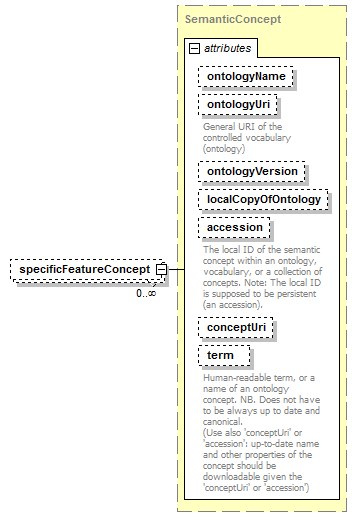 SemanticConcept
attributes
ontologyName
ontologyUri
General URI of the
controlled vocabulary
(ontology)
ontologyVersion
localCopyOfOntology
accession
The local ID of the semantic
concept within an ontology,
vocabulary, or a collection of
concepts. Note: The local ID
is supposed to be persistent
(an accession).
specificFeatureConcept
0..∞
conceptUri
term
Human-readable term, or a
name of an ontology
concept. NB. Does not have
to be always up to date and
canonical.
(Use also 'conceptUri' or
'accession': up-to-date name
and other properties of the
concept should be
downloadable given the
'conceptUri' or 'accession')